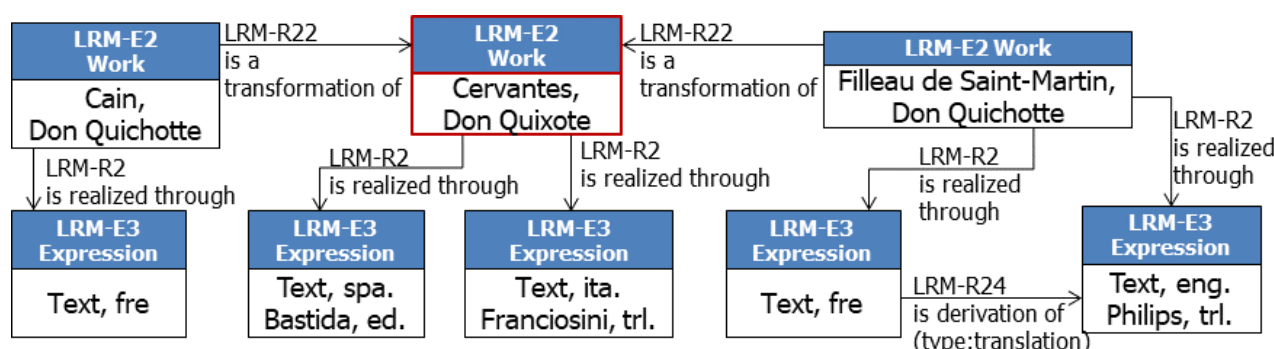 LRM-E2
Work
Cain,
Don Quichotte
LRM-R22
is a
transformation of
LRM-E2
Work
Cervantes,
Don Quixote
LRM-R22
is a
transformation of
LRM-E2 Work
Filleau de Saint-Martin,
Don Quichotte
LRM-R2
is realized through
LRM-R2
is realized through
LRM-R2
is realized through
LRM-R2
is realized
through
LRM-R2
is realized
through
LRM-E3
Expression
Text, fre
LRM-E3
Expression
Text, spa.
Bastida, ed.
LRM-E3
Expression
Text, ita.
Franciosini, trl.
LRM-E3
Expression
Text, fre
LRM-R24
is derivation of
(type:translation)
LRM-E3
Expression
Text, eng.
Philips, trl.